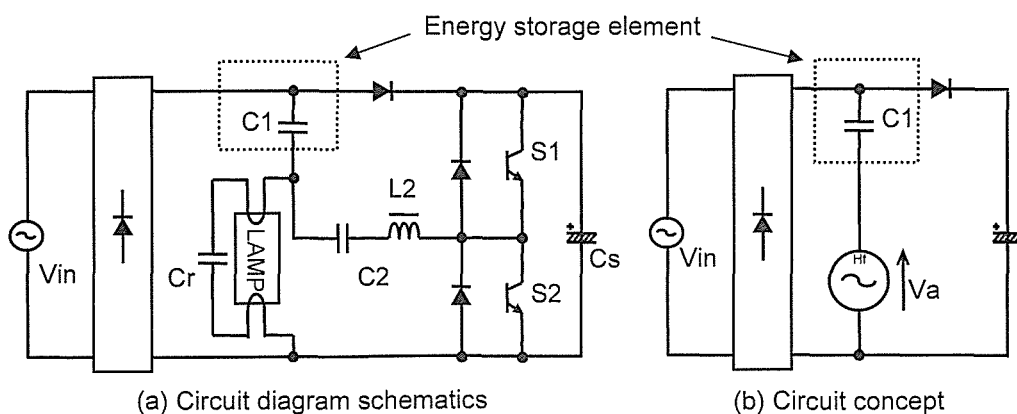 Energy storage element
C1
S1
L2
LAMP
Vin
Cr
C2
S2
Cs
+
(a) Circuit diagram schematics
C1
Vin
Hf
Va
+
(b) Circuit concept